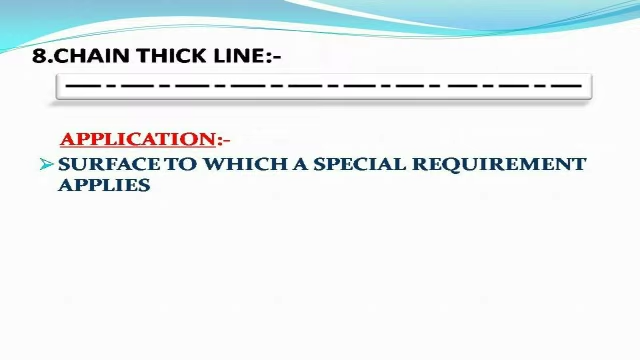 8.CHAIN THICK LINE:-
APPLICATION:-
SURFACE TO WHICH A SPECIAL REQUIREMENT
APPLIES